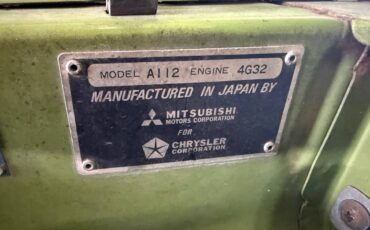 MODEL A112 ENGINE 4G32
MANUFACTURED IN JAPAN BY
MITSUBISHI
MOTORS CORPORATION
FOR
CHRYSLER
CORPORATION